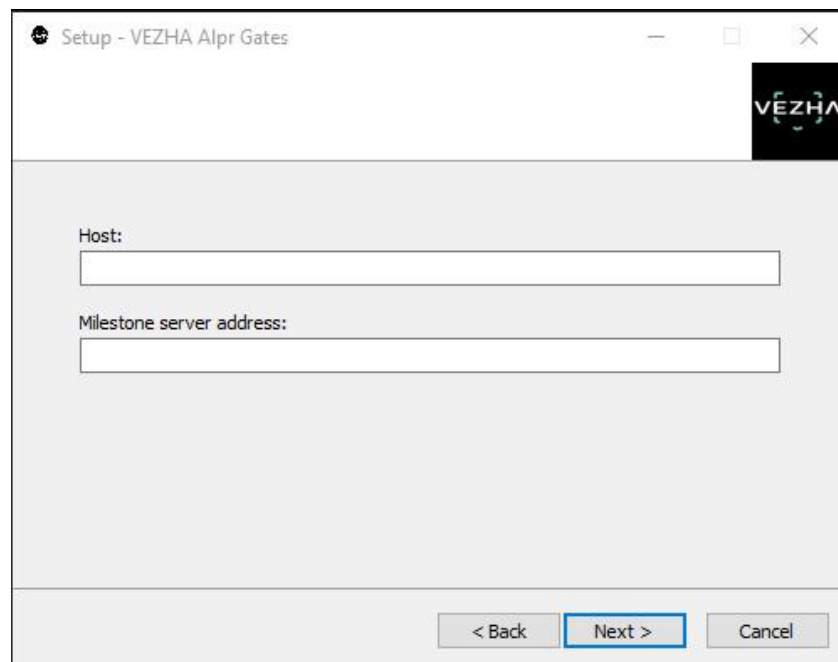 Setup - VEZHA Alpr Gates
VEZHA
Host:
Milestone server address:
< Back
Next >
Cancel